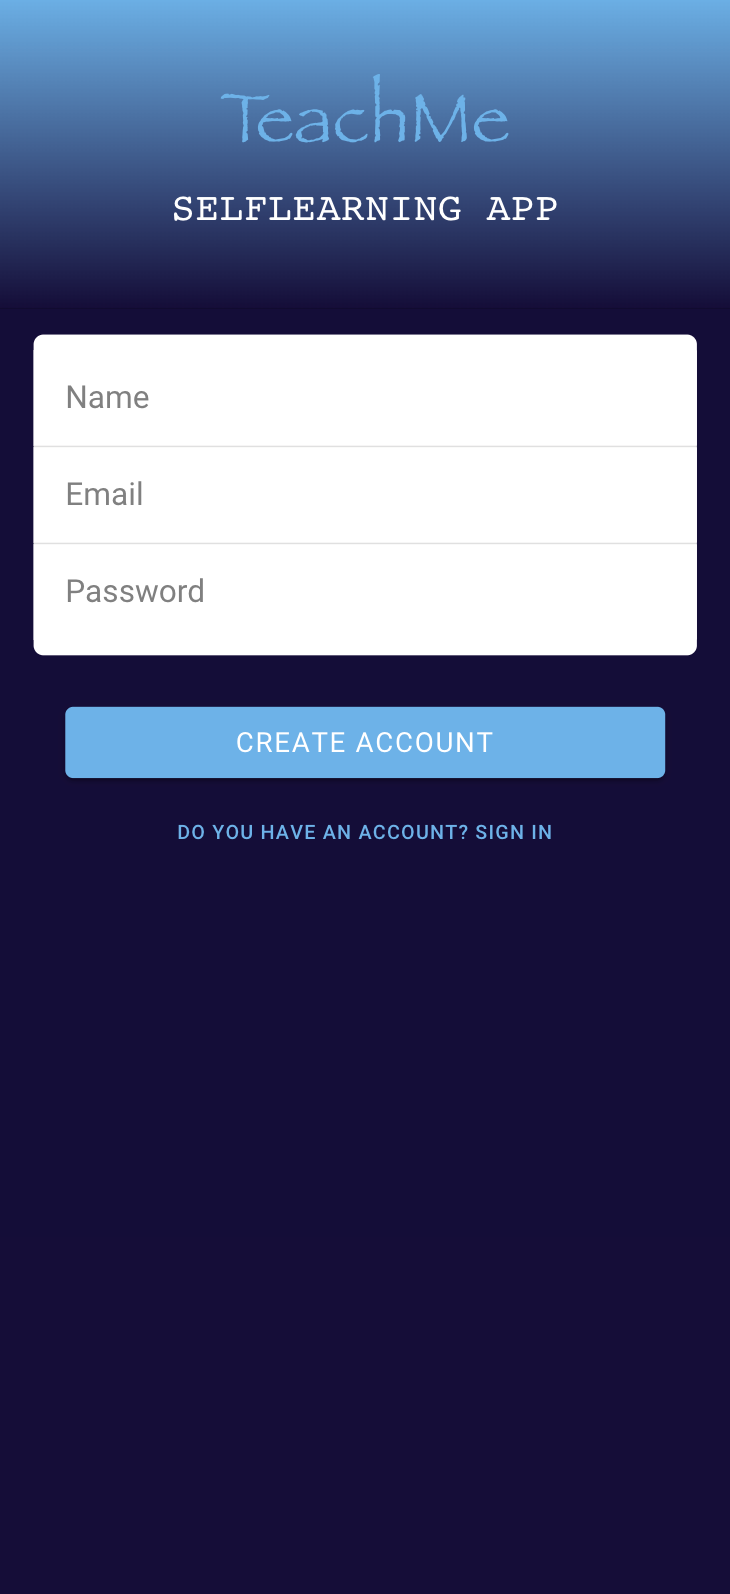 TeachMe
SELFLEARNING APP
Name
Email
Password
CREATE ACCOUNT
DO YOU HAVE AN ACCOUNT? SIGN IN